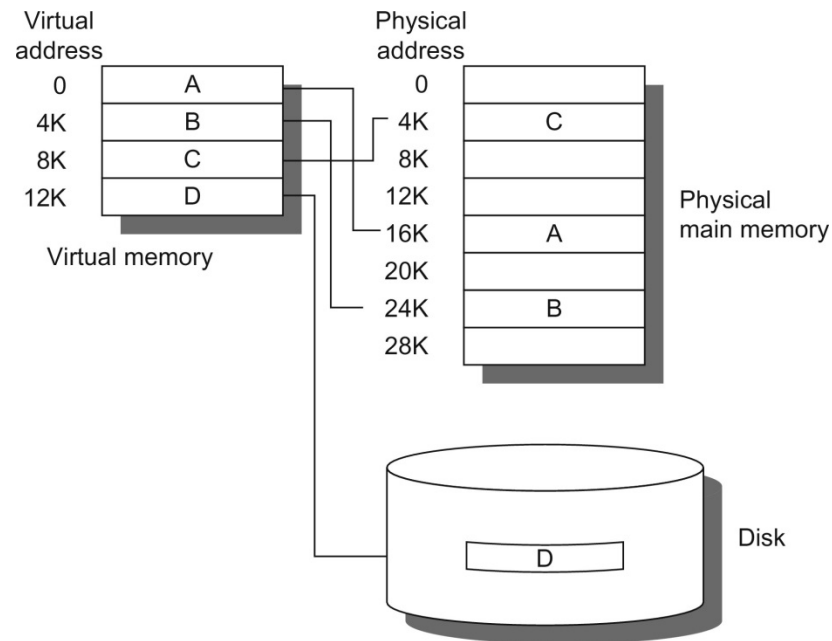 Virtual
address
0
4K
8K
12K
A
B
C
D
Virtual memory
Physical
address
0
4K
8K
12K
16K
20K
24K
28K
C
A
B
Physical
main memory
D
Disk